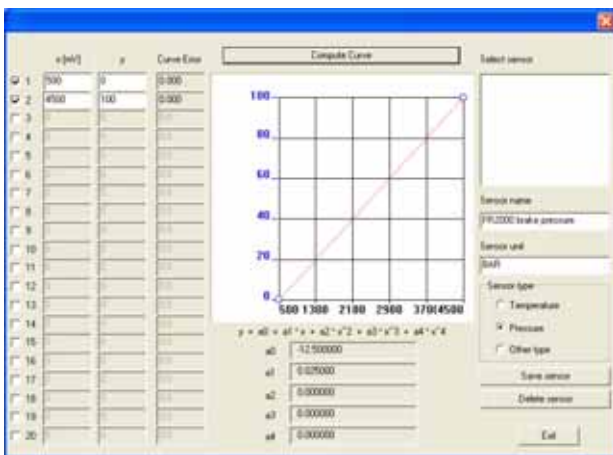 x [mV] y Curve Error
Compute Curve
Select sensor
1 500 0 0.000
2 4500 100 0.000
3
4
5
6
7
8
9
10
11
12
13
14
15
16
17
18
19
20
100
80
60
40
20
0
500 1300 2100 2900 370(4500
y = a0 + a1*x + a2*x^2 + a3*x^3 + a4*x^4
a0 -12.500000
a1 0.025000
a2 0.000000
a3 0.000000
a4 0.000000
Sensor name
PR2000 brake pressure
Sensor unit
BAR
Sensor type
Temperature
Pressure
Other type
Save sensor
Delete sensor
Exit